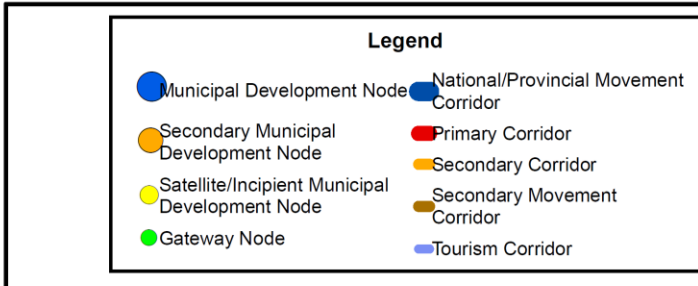 Legend
Municipal Development Node
Secondary Municipal
Development Node
Satellite/Incipient Municipal
Development Node
Gateway Node
National/Provincial Movement
Corridor
Primary Corridor
Secondary Corridor
Secondary Movement
Corridor
Tourism Corridor